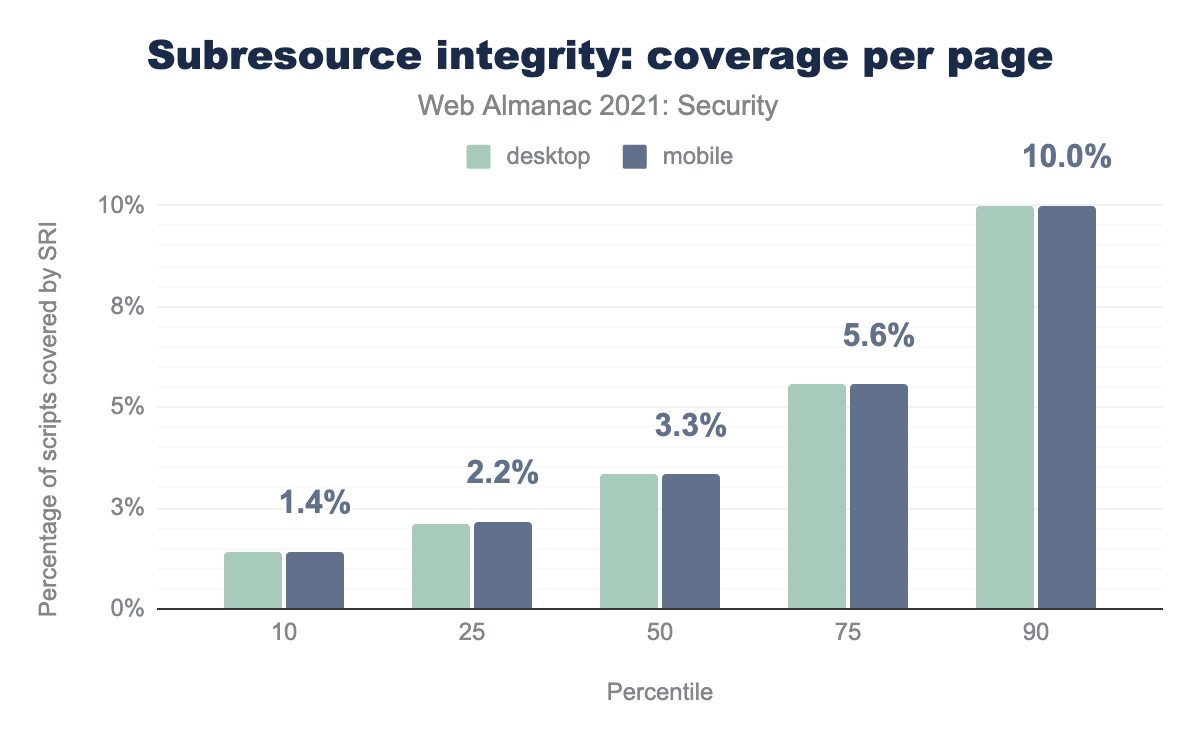 Subresource integrity: coverage per page
Web Almanac 2021: Security
desktop
mobile
Percentage of scripts covered by SRI
10%
8%
5%
3%
0%
1.4%
2.2%
3.3%
5.6%
10.0%
10
25
50
75
90
Percentile